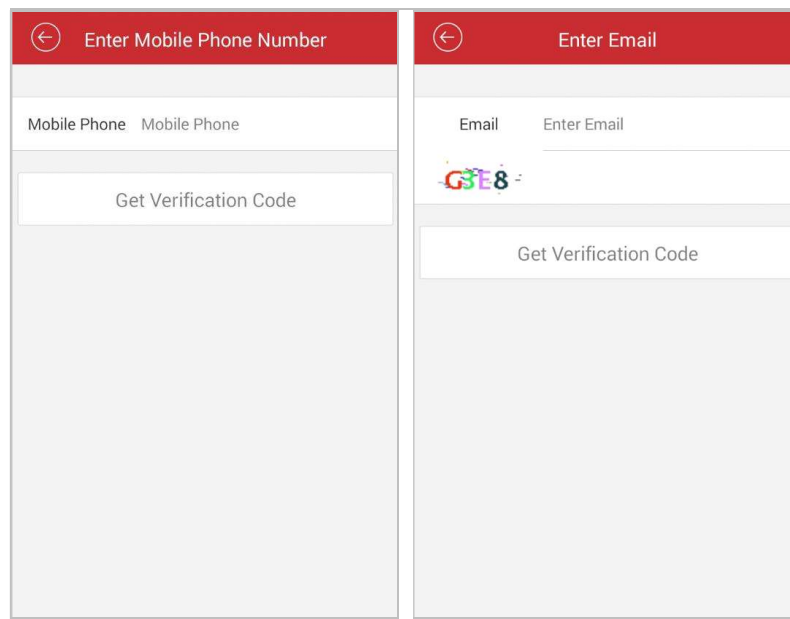 Enter Mobile Phone Number
Mobile Phone Mobile Phone
Get Verification Code
Enter Email
Email Enter Email
G3E8
Get Verification Code